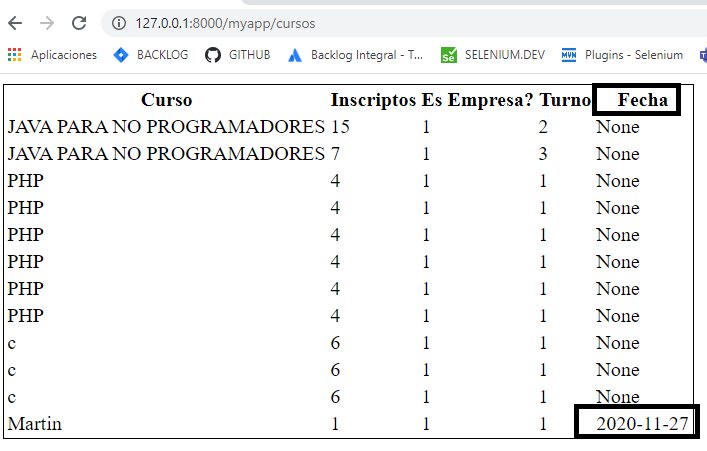 127.0.0.1:8000/myapp/cursos
Aplicaciones BACKLOG GITHUB Backlog Integral - T... Se SELENIUM.DEV MVN Plugins - Selenium
Curso Inscriptos Es Empresa? Turno Fecha
JAVA PARA NO PROGRAMADORES 15 1 2 None
JAVA PARA NO PROGRAMADORES 7 1 3 None
PHP 4 1 1 None
PHP 4 1 1 None
PHP 4 1 1 None
PHP 4 1 1 None
PHP 4 1 1 None
PHP 4 1 1 None
c 6 1 1 None
c 6 1 1 None
c 6 1 1 None
Martin 1 1 1 2020-11-27